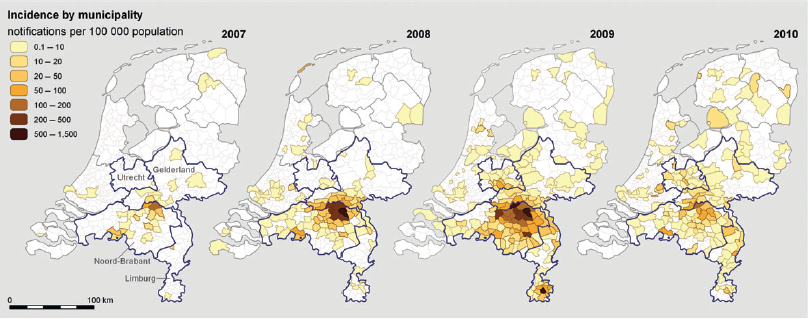 Incidence by municipality
notifications per 100 000 population
2007
2008
2009
2010
0.1 – 10
10 – 20
20 – 50
50 – 100
100 – 200
200 – 500
500 – 1,500
Gelderland
Utrecht
Noord-Brabant
Limburg
0 100 km